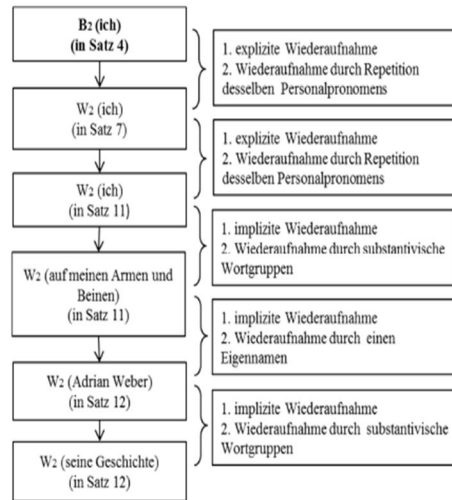 B2 (ich)
(in Satz 4)
1. explizite Wiederaufnahme
2. Wiederaufnahme durch Repetition
desselben Personalpronomens
W2 (ich)
(in Satz 7)
1. explizite Wiederaufnahme
2. Wiederaufnahme durch Repetition
desselben Personalpronomens
W2 (ich)
(in Satz 11)
1. implizite Wiederaufnahme
2. Wiederaufnahme durch substantivische
Wortgruppen
W2 (auf meinen Armen und
Beinen)
(in Satz 11)
1. implizite Wiederaufnahme
2. Wiederaufnahme durch einen
Eigennamen
W2 (Adrian Weber)
(in Satz 12)
1. implizite Wiederaufnahme
2. Wiederaufnahme durch substantivische
Wortgruppen
W2 (seine Geschichte)
(in Satz 12)